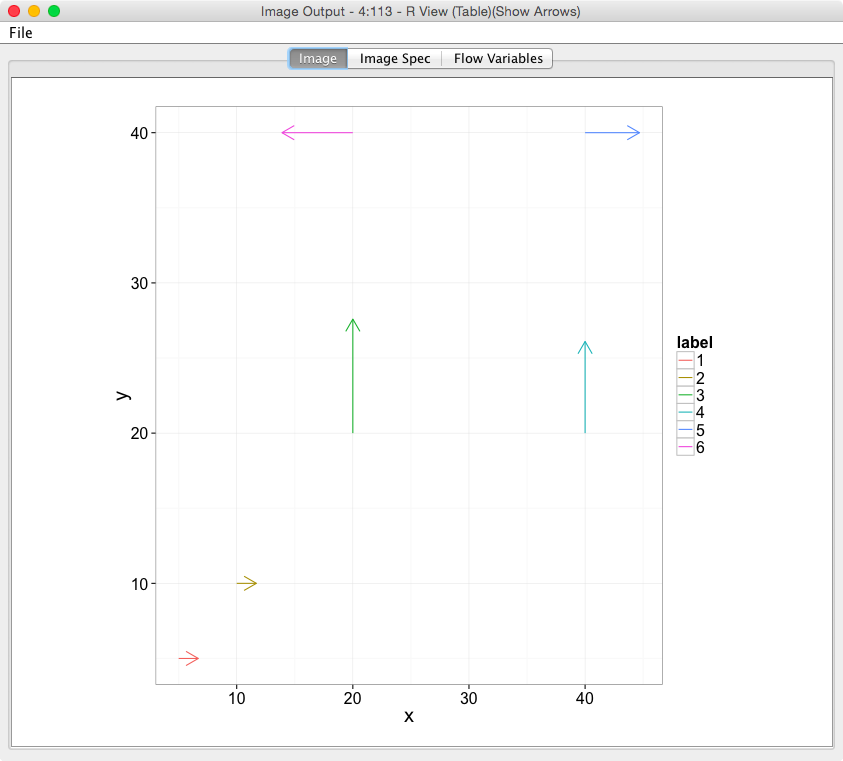 Image Output - 4:113 - R View (Table)(Show Arrows)
File
Image Image Spec Flow Variables
40
30
20
10
y
10 20 30 40
x
label
1
2
3
4
5
6